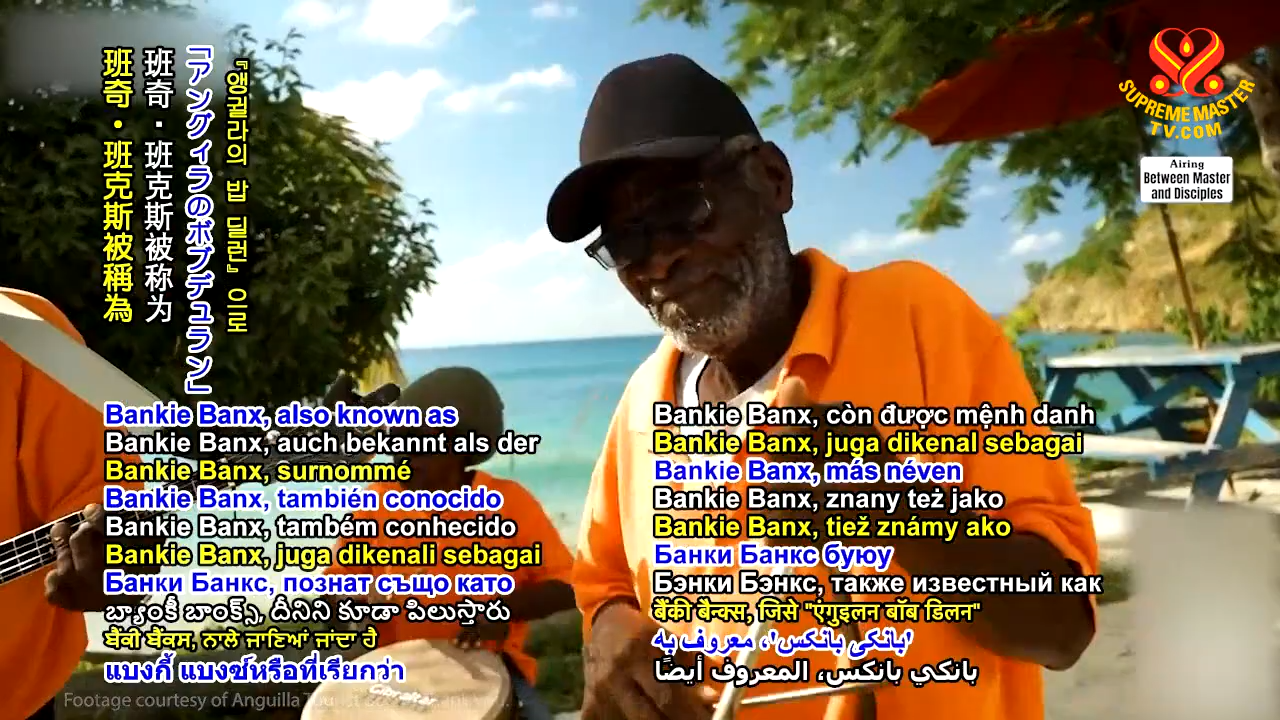 班奇・班克斯被稱為
班奇・班克斯被称为
「アングィラのボブデュラン」
『앵귈라의 밥 딜런』으로
SUPREME MASTER
TV.COM
Airing
Between Master
and Disciples
Bankie Banx, also known as
Bankie Banx, auch bekannt als der
Bankie Banx, surnommé
Bankie Banx, también conocido
Bankie Banx, também conhecido
Bankie Banx, juga dikenali sebagai
Банки Банкс, познат също като
బ్యాంకీ బాంక్స్, దీనిని కూడా పిలుస్తారు
ਬੈਂਕੀ ਬੈਂਕਸ, ਨਾਲੇ ਜਾਣਿਆਂ ਜਾਂਦਾ ਹੈ
แบงกี้ แบงซ์หรือที่เรียกว่า
Bankie Banx, còn được mệnh danh
Bankie Banx, juga dikenal sebagai
Bankie Banx, más néven
Bankie Banx, znany też jako
Bankie Banx, tiež známy ako
Банки Банкс буюу
Бэнки Бэнкс, также известный как
बैंकी बैन्क्स, जिसे "एंगुइलन बॉब डिलन"
'بانکی بانکس'، معروف به
بانكي بانكس، المعروف أيضًا
Footage courtesy of Anguilla
Gibraltar